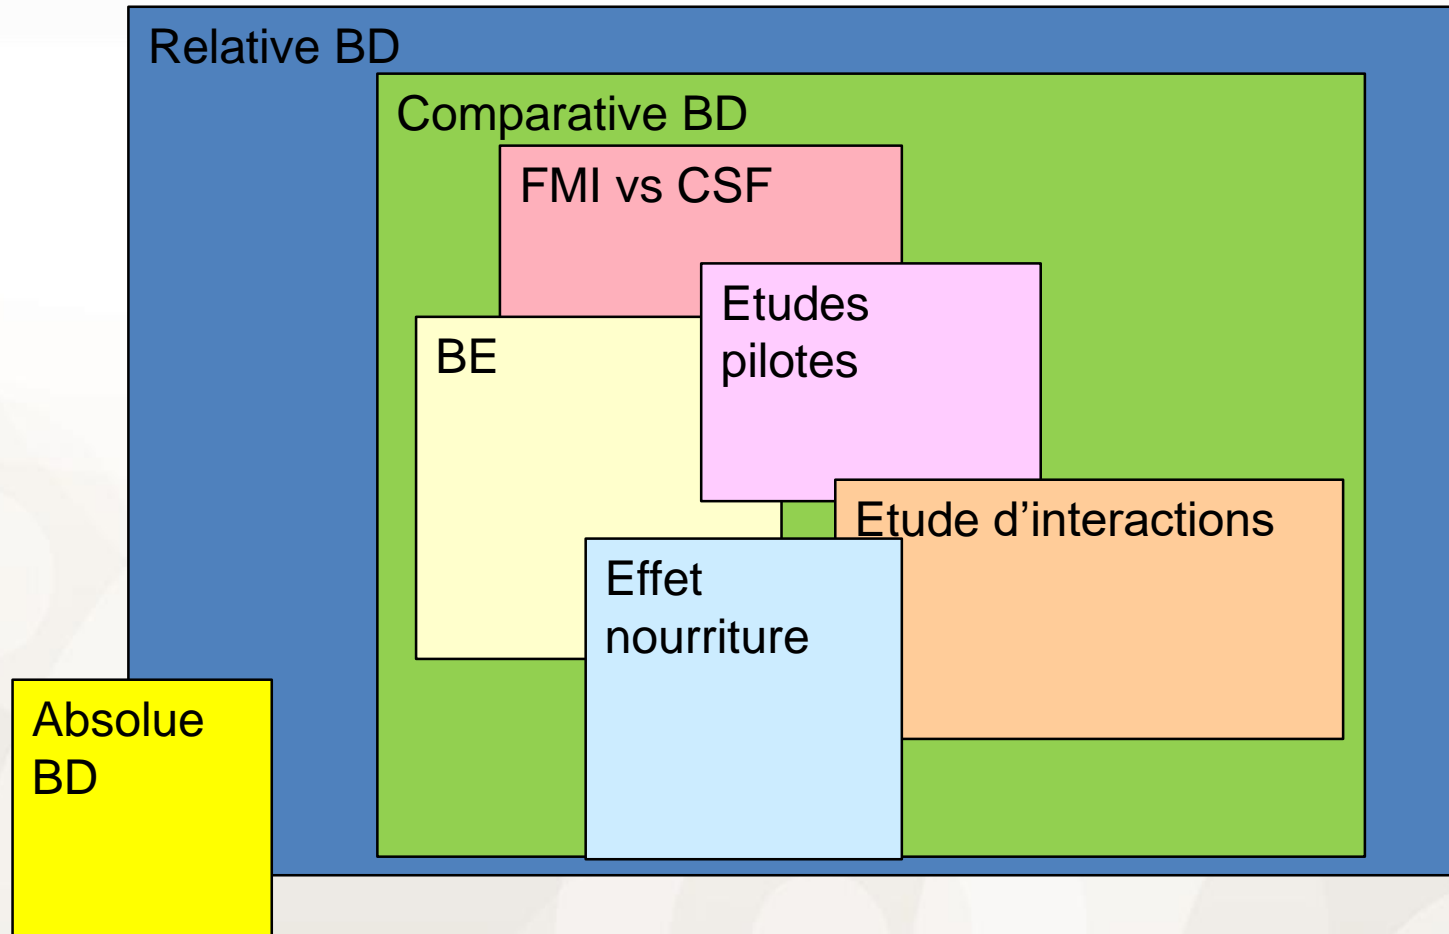 Relative BD
Comparative BD
FMI vs CSF
Etudes
pilotes
BE
Etude d’interactions
Effet
nourriture
Absolue
BD